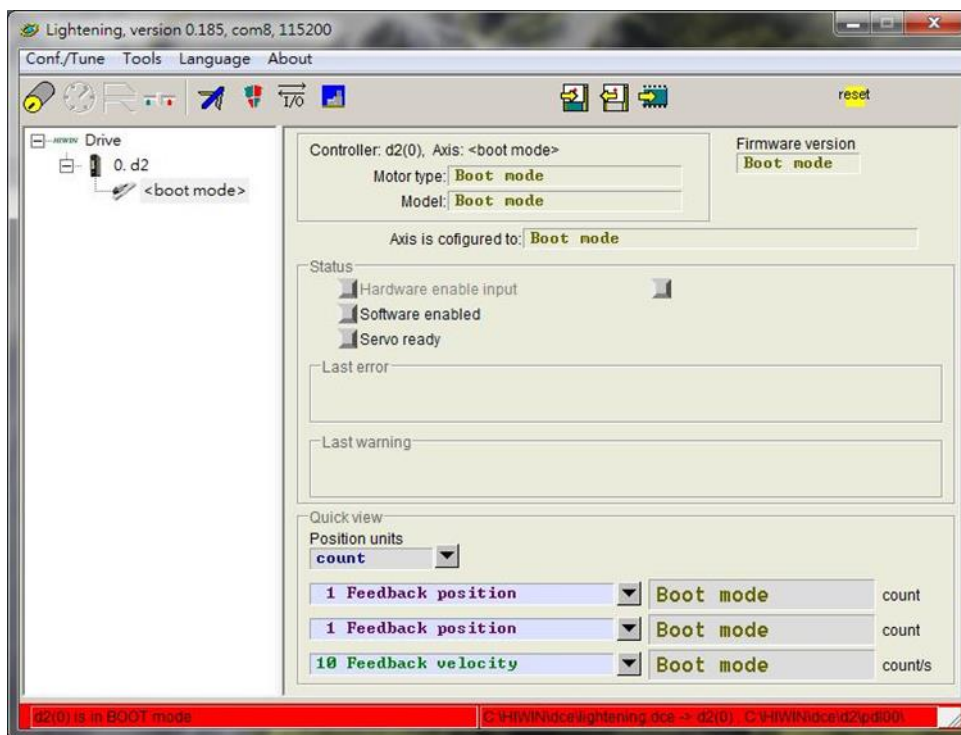 Lightening, version 0.185, com8, 115200
Conf./Tune Tools Language About
I/O
reset
HIWIN Drive
0. d2
<boot mode>
Controller: d2(0), Axis: <boot mode>
Motor type: Boot mode
Model: Boot mode
Firmware version
Boot mode
Axis is cofigured to: Boot mode
Status
Hardware enable input
Software enabled
Servo ready
Last error
Last warning
Quick view
Position units
count
1 Feedback position Boot mode count
1 Feedback position Boot mode count
10 Feedback velocity Boot mode count/s
d2(0) is in BOOT mode C:\HIWIN\dce\lightening.dce -> d2(0) , C:\HIWIN\dce\d2\pdl00\